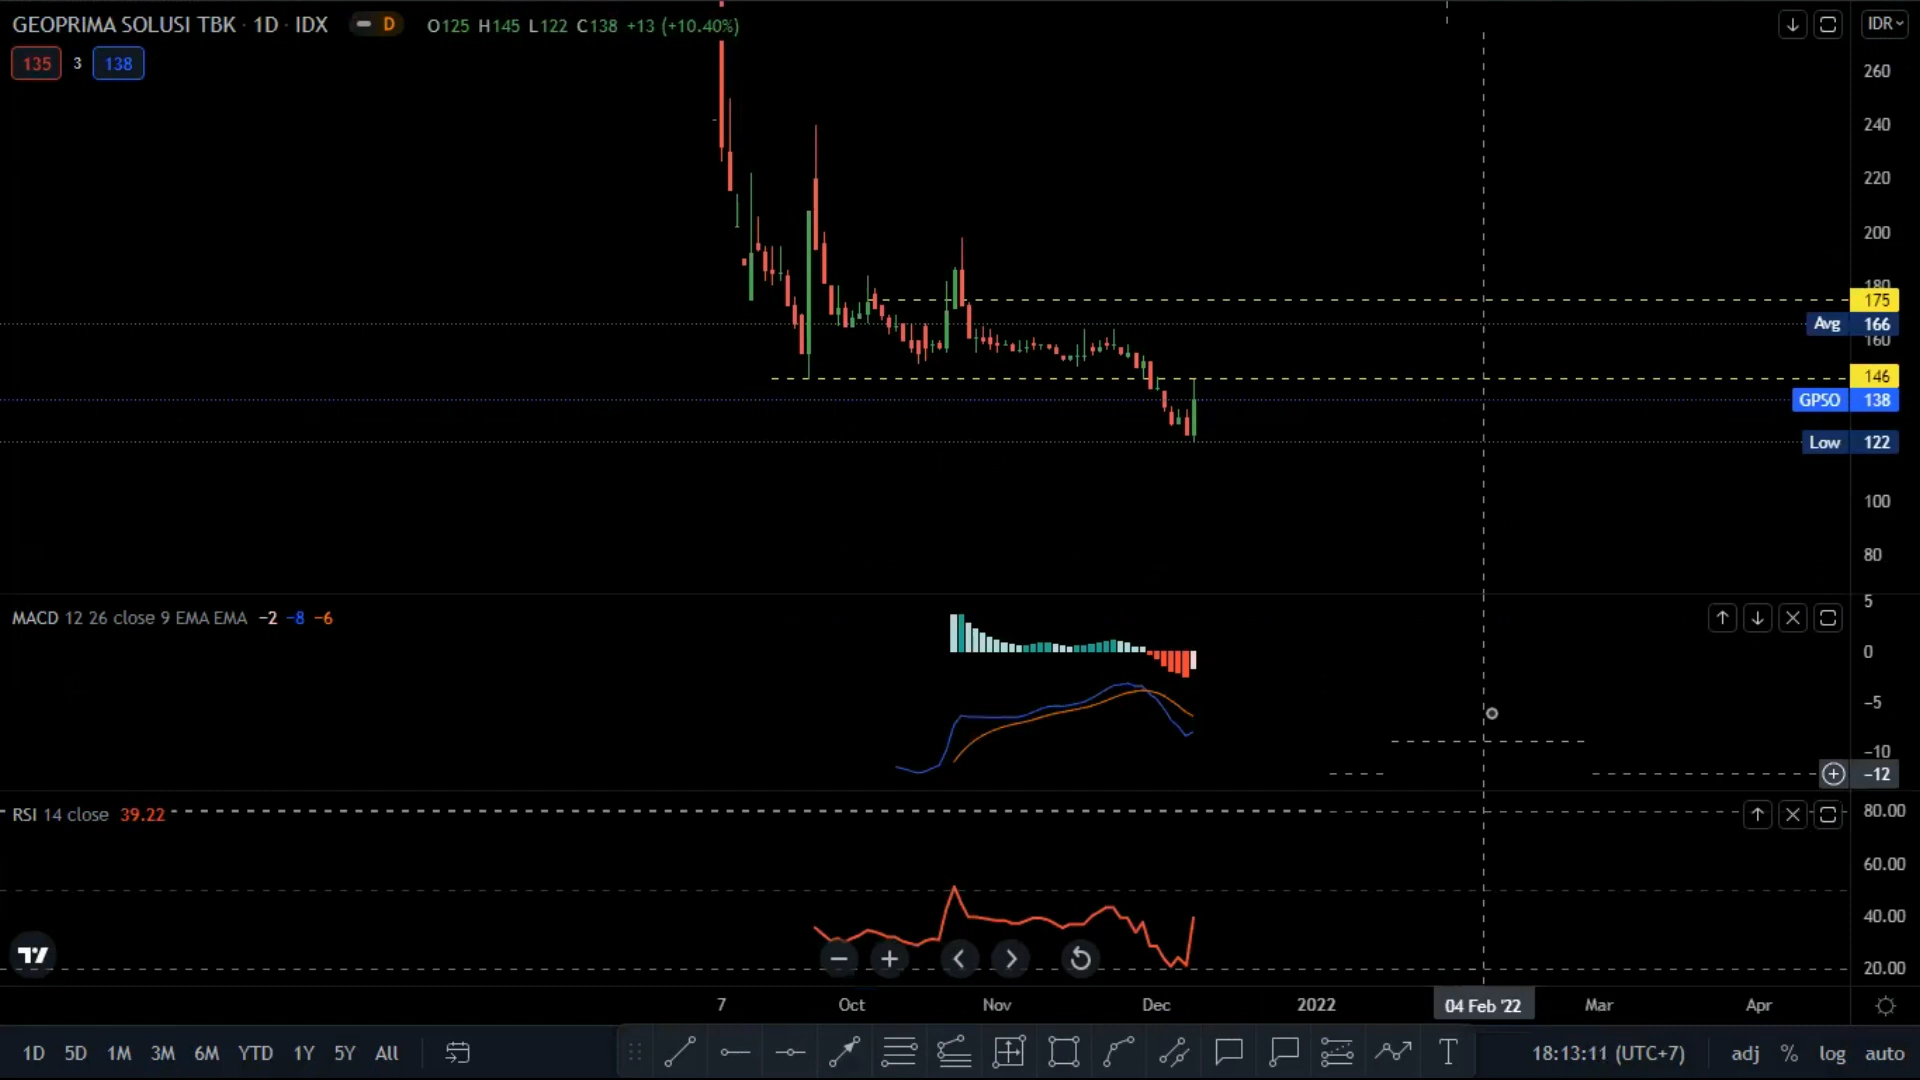 GEOPRIMA SOLUSI TBK · 1D · IDX D O125 H145 L122 C138 +13 (+10.40%)
IDR
135 3 138
260
240
220
200
180
175
Avg 166
160
146
GPSO 138
Low 122
100
80
MACD 12 26 close 9 EMA EMA −2 −8 −6
5
0
−5
−10
−12
RSI 14 close 39.22
80.00
60.00
40.00
20.00
7 Oct Nov Dec 2022 04 Feb '22 Mar Apr
1D 5D 1M 3M 6M YTD 1Y 5Y All T 18:13:11 (UTC+7) adj % log auto